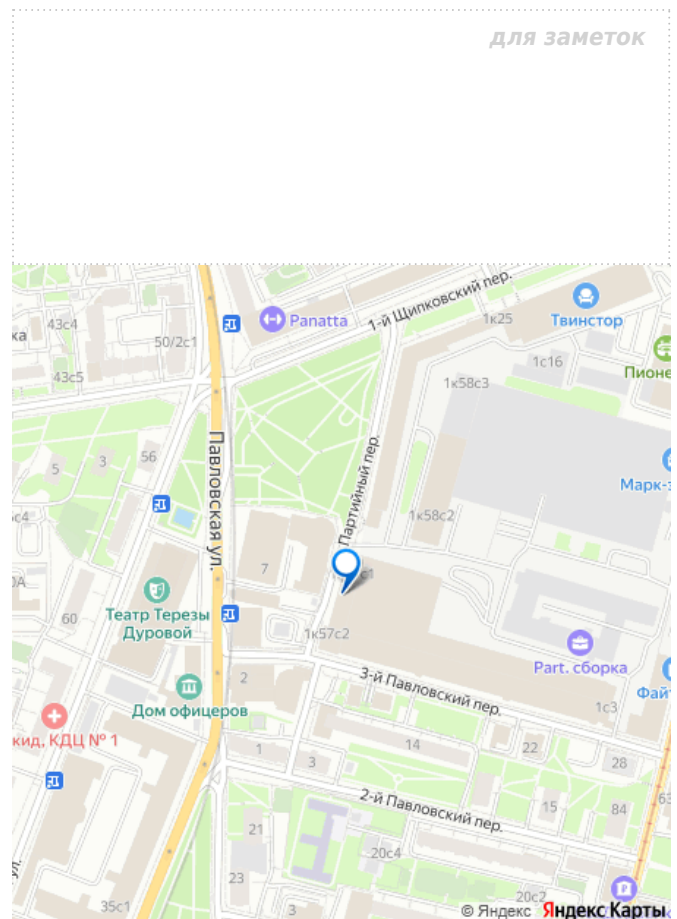 для заметок
1-й Щипковский пер.
Panatta
Твинстор
43с4
50/2с1
1к25
ка
1с16
Пионе
43с5
1к58с3
Павловская ул.
Партийный пер.
56
5
3
Марк-
1к58с2
7
60
Театр Терезы
Дуровой
1к57с2
Part. сборка
3-й Павловский пер.
2
Дом офицеров
Фай
1с3
кид, КДЦ № 1
14
22
1
3
28
2-й Павловский пер.
15
84
63
21
20с4
23
20с2
35с1
ул.
© Яндекс Яндекс Карты